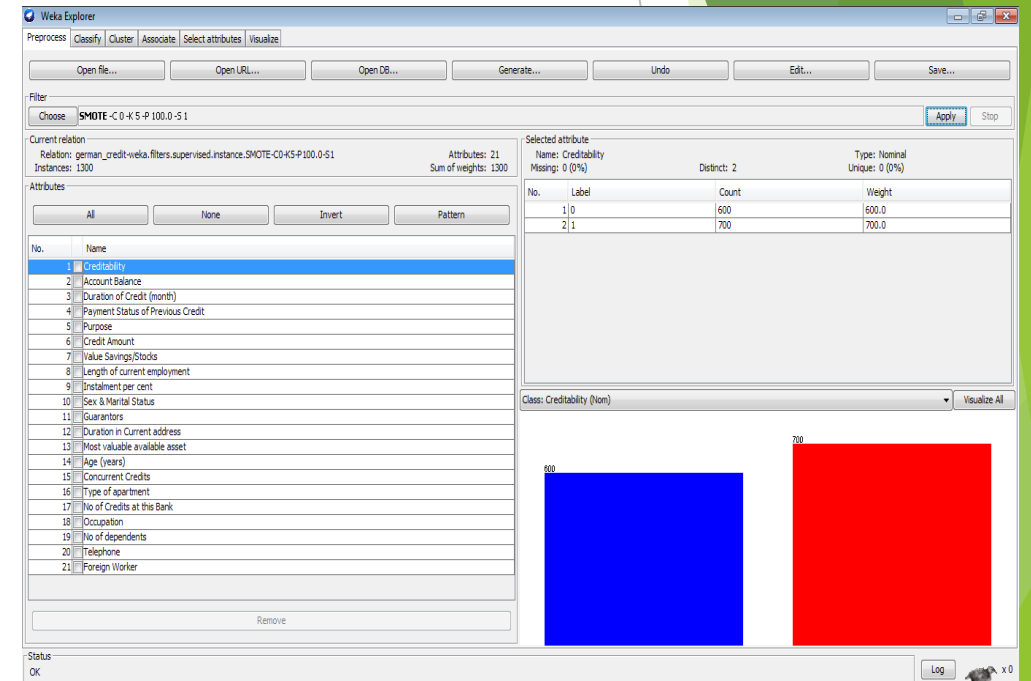 Weka Explorer
Preprocess Classify Cluster Associate Select attributes Visualize
Open file... Open URL... Open DB... Generate... Undo Edit... Save...
Filter
Choose SMOTE -C 0 -K 5 -P 100.0 -S 1 Apply Stop
Current relation
Relation: german_credit-weka.filters.supervised.instance.SMOTE-C0-K5-P100.0-S1 Attributes: 21
Instances: 1300 Sum of weights: 1300
Attributes
All None Invert Pattern
No. Name
1 Creditability
2 Account Balance
3 Duration of Credit (month)
4 Payment Status of Previous Credit
5 Purpose
6 Credit Amount
7 Value Savings/Stocks
8 Length of current employment
9 Instalment per cent
10 Sex & Marital Status
11 Guarantors
12 Duration in Current address
13 Most valuable available asset
14 Age (years)
15 Concurrent Credits
16 Type of apartment
17 No of Credits at this Bank
18 Occupation
19 No of dependents
20 Telephone
21 Foreign Worker
Remove
Selected attribute
Name: Creditability Type: Nominal
Missing: 0 (0%) Distinct: 2 Unique: 0 (0%)
No. Label Count Weight
1 0 600 600.0
2 1 700 700.0
Class: Creditability (Nom) Visualize All
700
600
Status
OK Log x 0